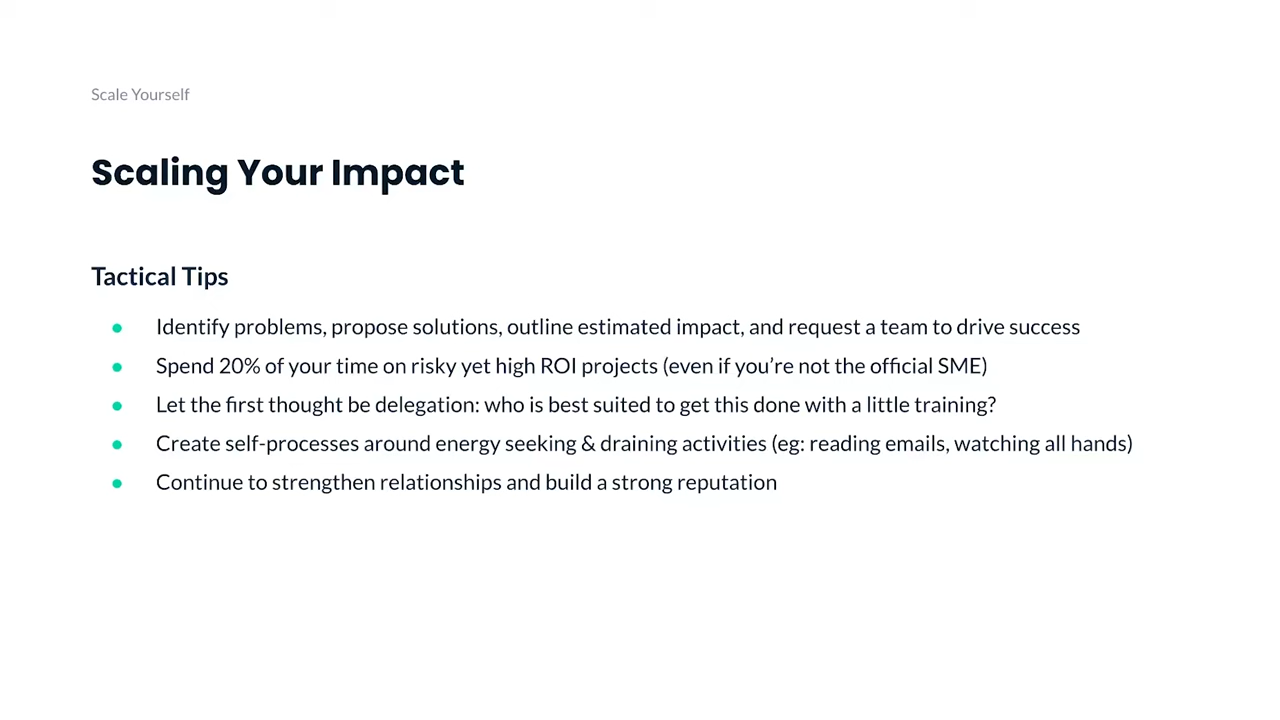 Scale Yourself
Scaling Your Impact
Tactical Tips
● Identify problems, propose solutions, outline estimated impact, and request a team to drive success
● Spend 20% of your time on risky yet high ROI projects (even if you’re not the official SME)
● Let the first thought be delegation: who is best suited to get this done with a little training?
● Create self-processes around energy seeking & draining activities (eg: reading emails, watching all hands)
● Continue to strengthen relationships and build a strong reputation